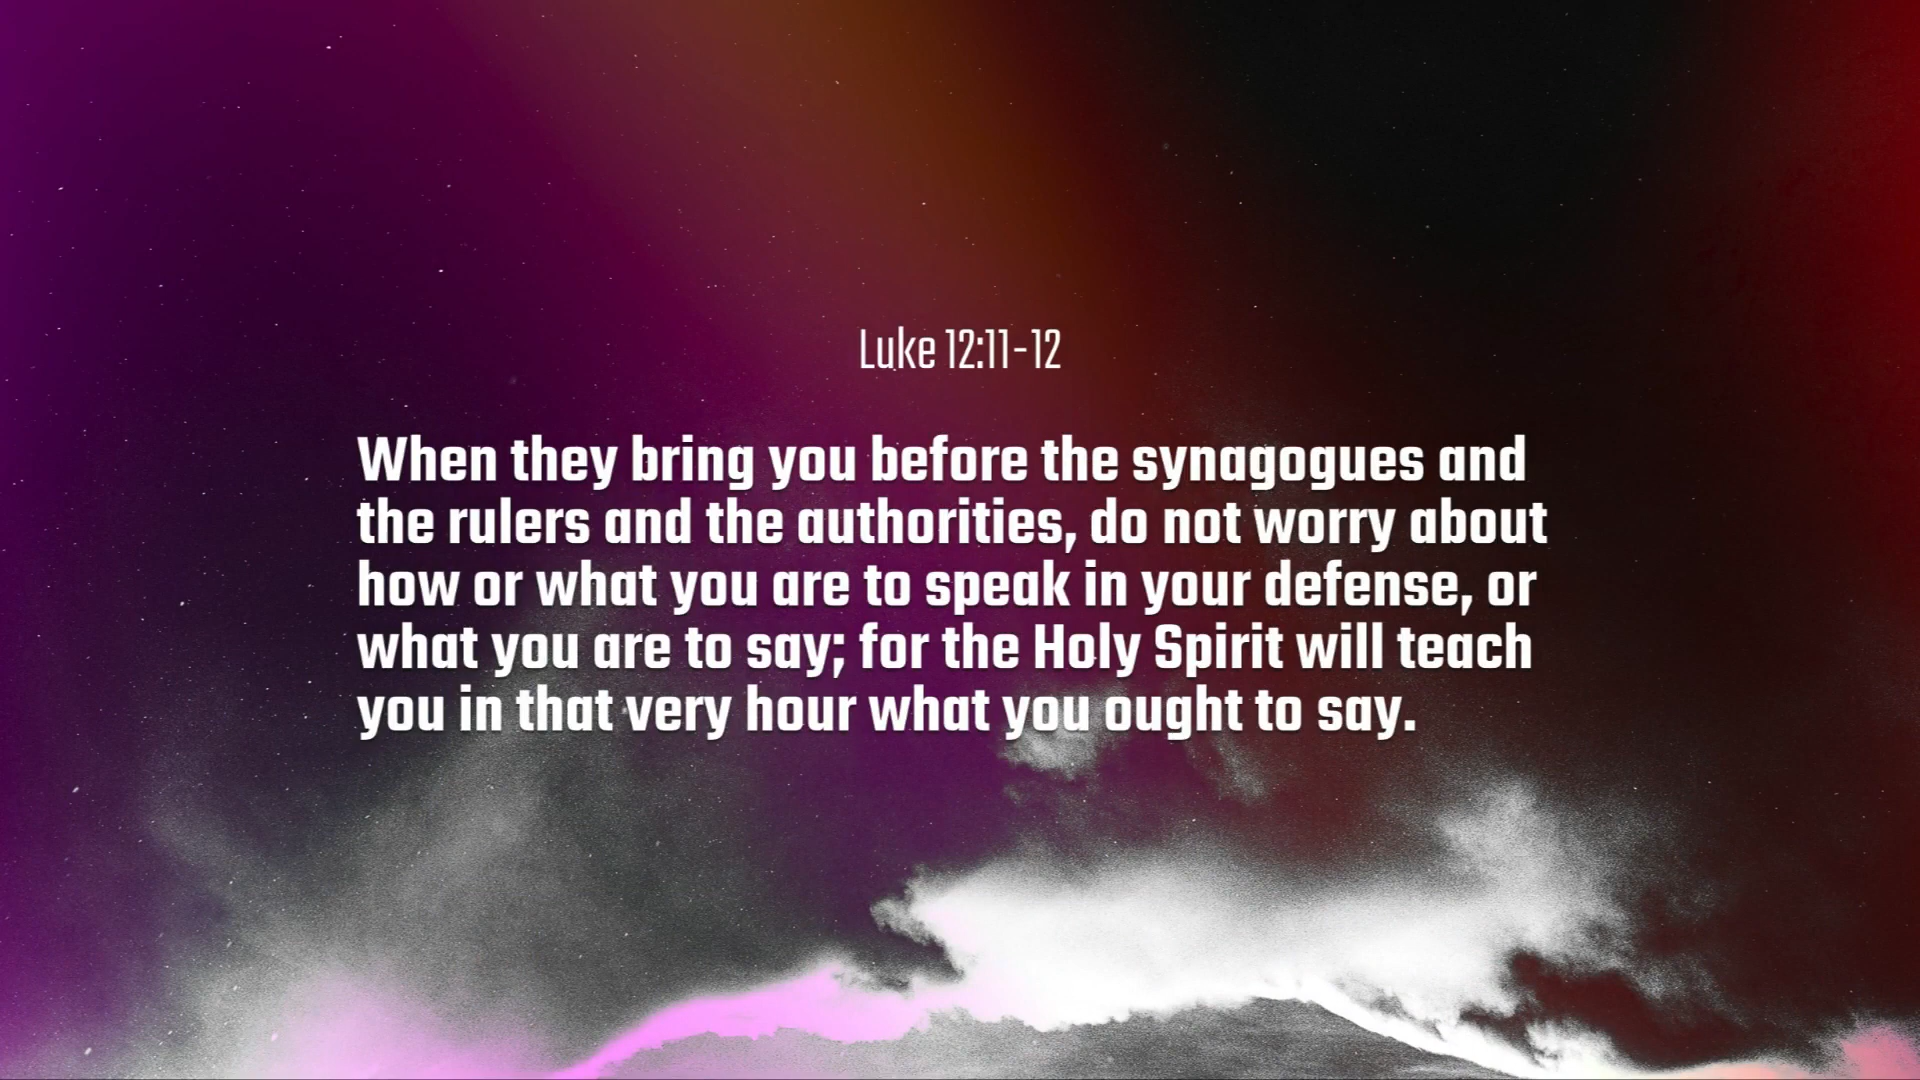 Luke 12:11-12
When they bring you before the synagogues and
the rulers and the authorities, do not worry about
how or what you are to speak in your defense, or
what you are to say; for the Holy Spirit will teach
you in that very hour what you ought to say.